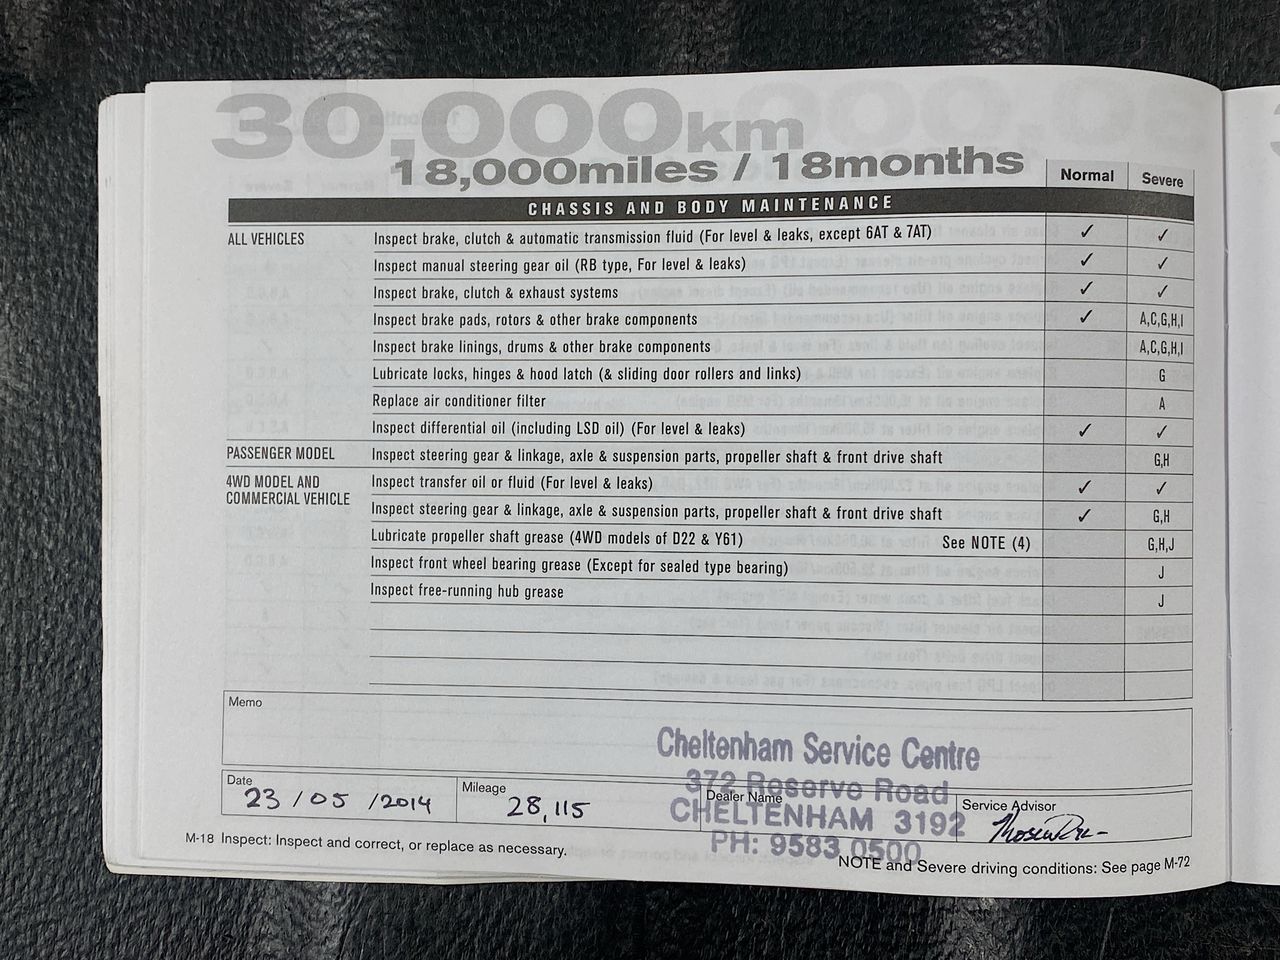 30,000km
18,000miles / 18months
Normal Severe
CHASSIS AND BODY MAINTENANCE
ALL VEHICLES Inspect brake, clutch & automatic transmission fluid (For level & leaks, except 6AT & 7AT) ✓ ✓
Inspect manual steering gear oil (RB type, For level & leaks) ✓ ✓
Inspect brake, clutch & exhaust systems ✓ ✓
Inspect brake pads, rotors & other brake components ✓ A,C,G,H,I
Inspect brake linings, drums & other brake components A,C,G,H,I
Lubricate locks, hinges & hood latch (& sliding door rollers and links) G
Replace air conditioner filter A
Inspect differential oil (including LSD oil) (For level & leaks) ✓ ✓
PASSENGER MODEL Inspect steering gear & linkage, axle & suspension parts, propeller shaft & front drive shaft G,H
4WD MODEL AND Inspect transfer oil or fluid (For level & leaks) ✓ ✓
COMMERCIAL VEHICLE Inspect steering gear & linkage, axle & suspension parts, propeller shaft & front drive shaft ✓ G,H
Lubricate propeller shaft grease (4WD models of D22 & Y61) See NOTE (4) G,H,J
Inspect front wheel bearing grease (Except for sealed type bearing) J
Inspect free-running hub grease J
Memo
Cheltenham Service Centre
372 Reserve Road
CHELTENHAM 3192
PH: 9583 0500
Date Mileage Dealer Name Service Advisor
23/05/2014 28,115
M-18 Inspect: Inspect and correct, or replace as necessary.
NOTE and Severe driving conditions: See page M-72